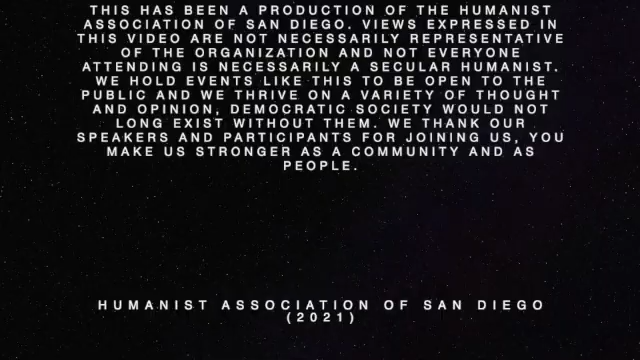 THIS HAS BEEN A PRODUCTION OF THE HUMANIST
ASSOCIATION OF SAN DIEGO. VIEWS EXPRESSED IN
THIS VIDEO ARE NOT NECESSARILY REPRESENTATIVE
OF THE ORGANIZATION AND NOT EVERYONE
ATTENDING IS NECESSARILY A SECULAR HUMANIST.
WE HOLD EVENTS LIKE THIS TO BE OPEN TO THE
PUBLIC AND WE THRIVE ON A VARIETY OF THOUGHT
AND OPINION, DEMOCRATIC SOCIETY WOULD NOT
LONG EXIST WITHOUT THEM. WE THANK OUR
SPEAKERS AND PARTICIPANTS FOR JOINING US, YOU
MAKE US STRONGER AS A COMMUNITY AND AS
PEOPLE.
HUMANIST ASSOCIATION OF SAN DIEGO
(2021)